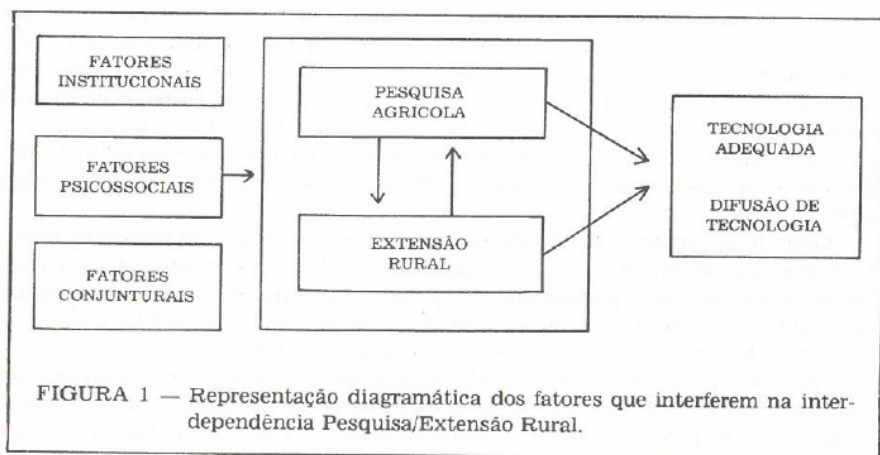 FATORES
INSTITUCIONAIS
FATORES
PSICOSSOCIAIS
FATORES
CONJUNTURAIS
PESQUISA
AGRICOLA
EXTENSÃO
RURAL
TECNOLOGIA
ADEQUADA
DIFUSÃO DE
TECNOLOGIA
FIGURA 1 — Representação diagramática dos fatores que interferem na inter-
dependência Pesquisa/Extensão Rural.